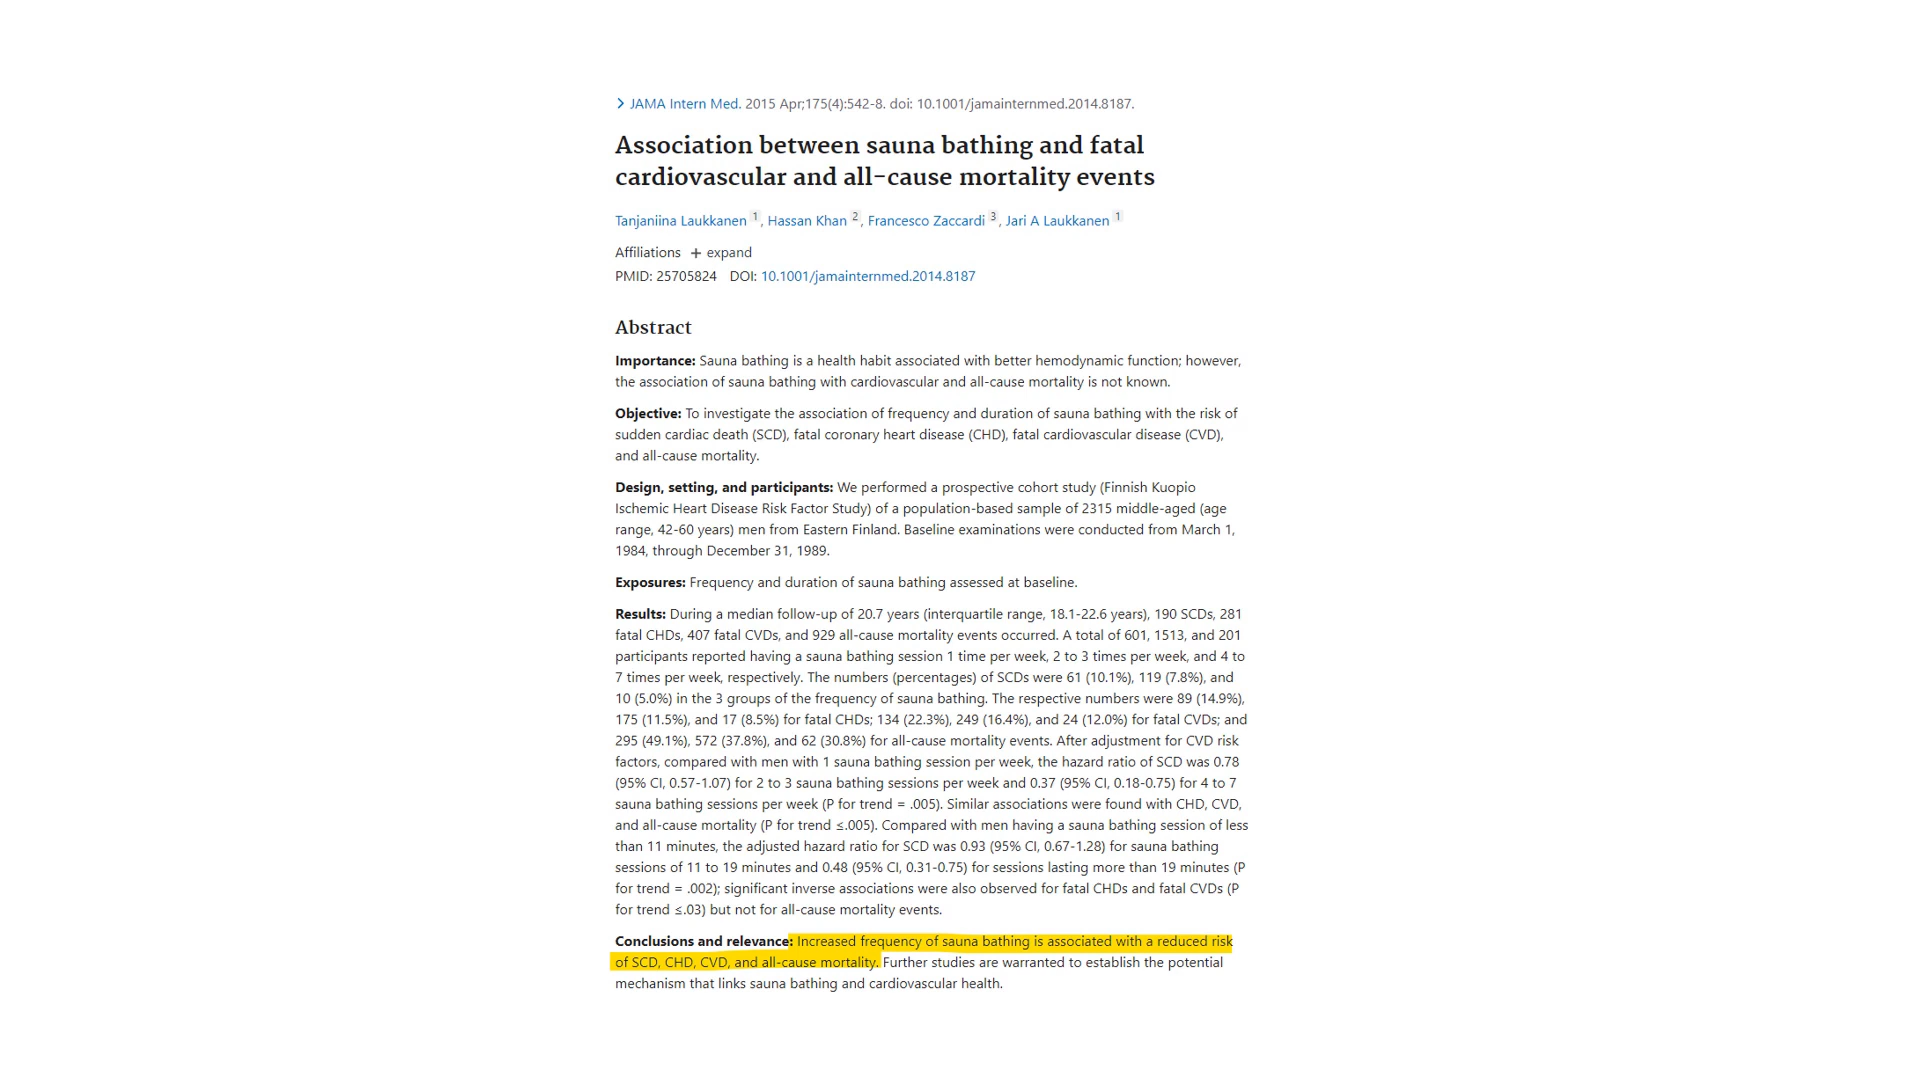 JAMA Intern Med. 2015 Apr;175(4):542-8. doi: 10.1001/jamainternmed.2014.8187.
Association between sauna bathing and fatal
cardiovascular and all-cause mortality events
Tanjaniina Laukkanen 1, Hassan Khan 2, Francesco Zaccardi 3, Jari A Laukkanen 1
Affiliations + expand
PMID: 25705824 DOI: 10.1001/jamainternmed.2014.8187
Abstract
Importance: Sauna bathing is a health habit associated with better hemodynamic function; however,
the association of sauna bathing with cardiovascular and all-cause mortality is not known.
Objective: To investigate the association of frequency and duration of sauna bathing with the risk of
sudden cardiac death (SCD), fatal coronary heart disease (CHD), fatal cardiovascular disease (CVD),
and all-cause mortality.
Design, setting, and participants: We performed a prospective cohort study (Finnish Kuopio
Ischemic Heart Disease Risk Factor Study) of a population-based sample of 2315 middle-aged (age
range, 42-60 years) men from Eastern Finland. Baseline examinations were conducted from March 1,
1984, through December 31, 1989.
Exposures: Frequency and duration of sauna bathing assessed at baseline.
Results: During a median follow-up of 20.7 years (interquartile range, 18.1-22.6 years), 190 SCDs, 281
fatal CHDs, 407 fatal CVDs, and 929 all-cause mortality events occurred. A total of 601, 1513, and 201
participants reported having a sauna bathing session 1 time per week, 2 to 3 times per week, and 4 to
7 times per week, respectively. The numbers (percentages) of SCDs were 61 (10.1%), 119 (7.8%), and
10 (5.0%) in the 3 groups of the frequency of sauna bathing. The respective numbers were 89 (14.9%),
175 (11.5%), and 17 (8.5%) for fatal CHDs; 134 (22.3%), 249 (16.4%), and 24 (12.0%) for fatal CVDs; and
295 (49.1%), 572 (37.8%), and 62 (30.8%) for all-cause mortality events. After adjustment for CVD risk
factors, compared with men with 1 sauna bathing session per week, the hazard ratio of SCD was 0.78
(95% CI, 0.57-1.07) for 2 to 3 sauna bathing sessions per week and 0.37 (95% CI, 0.18-0.75) for 4 to 7
sauna bathing sessions per week (P for trend = .005). Similar associations were found with CHD, CVD,
and all-cause mortality (P for trend ≤.005). Compared with men having a sauna bathing session of less
than 11 minutes, the adjusted hazard ratio for SCD was 0.93 (95% CI, 0.67-1.28) for sauna bathing
sessions of 11 to 19 minutes and 0.48 (95% CI, 0.31-0.75) for sessions lasting more than 19 minutes (P
for trend = .002); significant inverse associations were also observed for fatal CHDs and fatal CVDs (P
for trend ≤.03) but not for all-cause mortality events.
Conclusions and relevance: Increased frequency of sauna bathing is associated with a reduced risk
of SCD, CHD, CVD, and all-cause mortality. Further studies are warranted to establish the potential
mechanism that links sauna bathing and cardiovascular health.